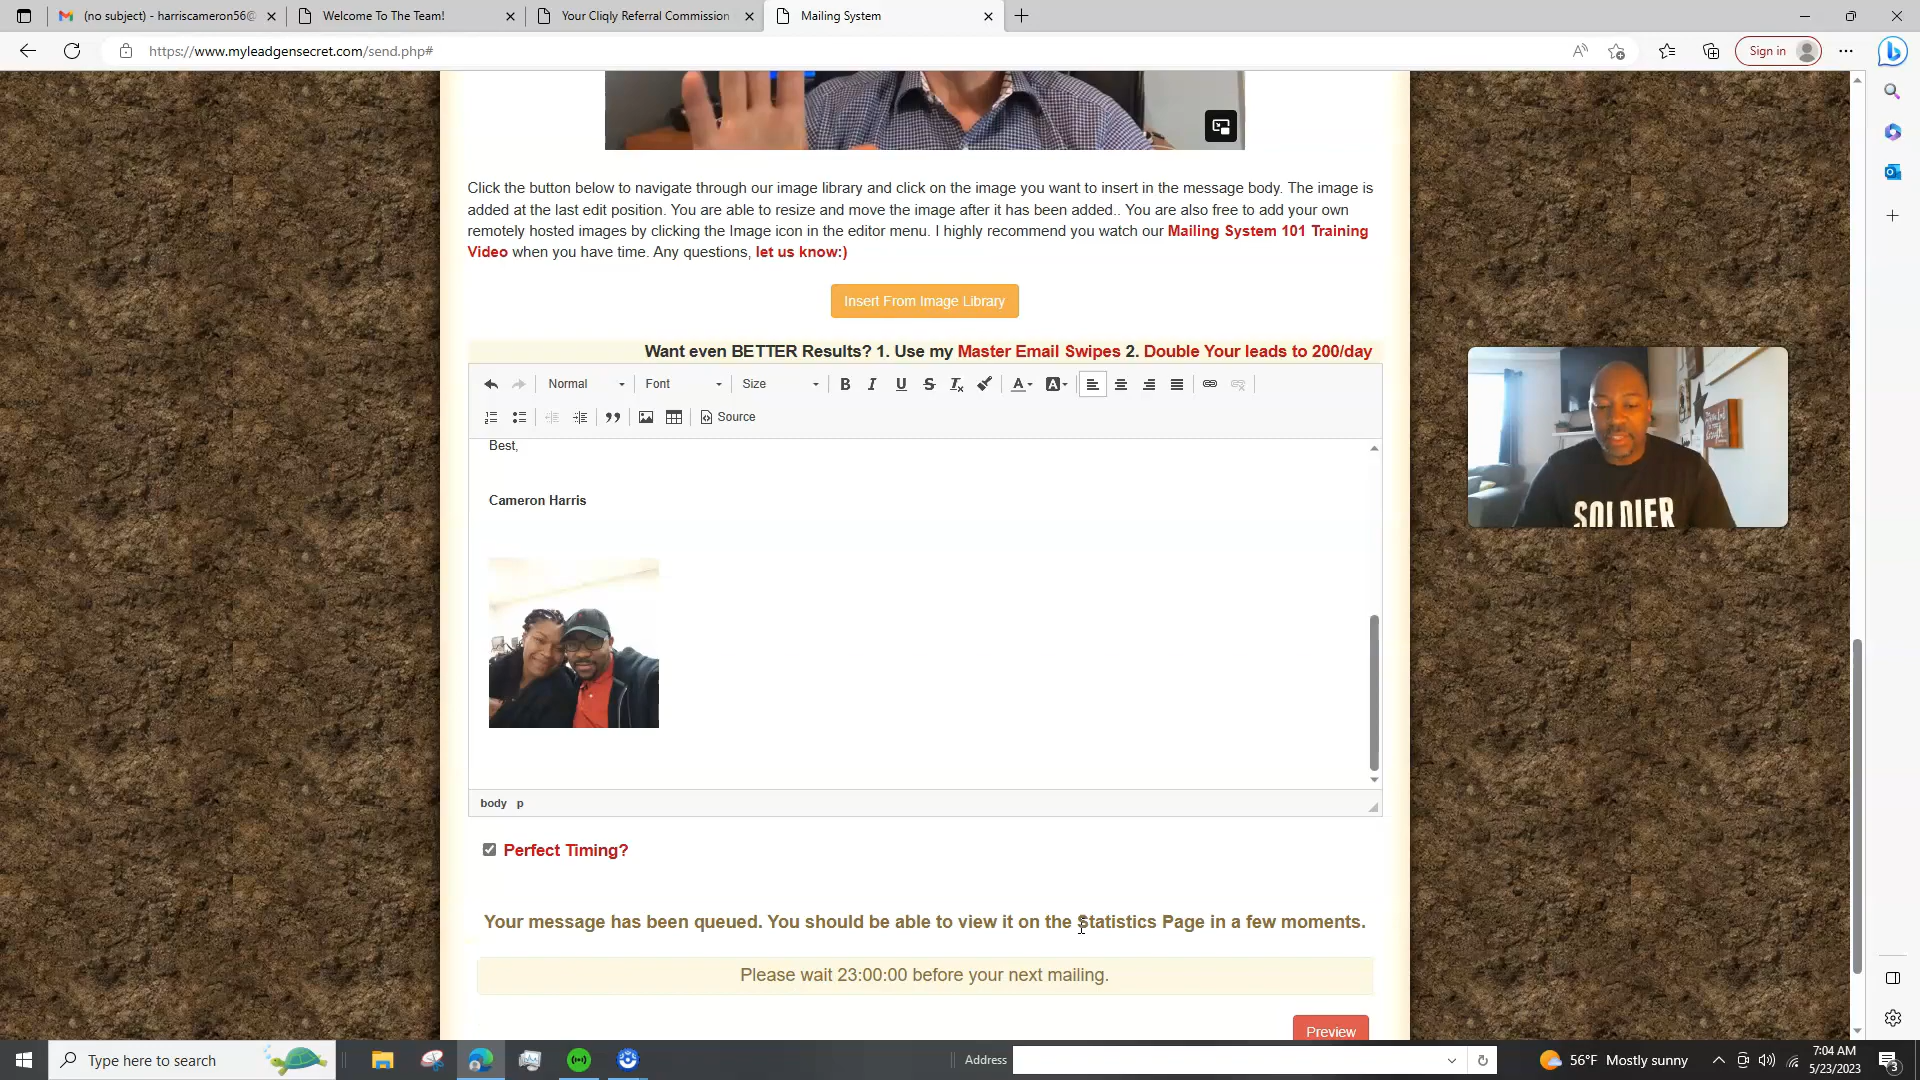 (no subject) - harriscameron56@
Welcome To The Team!
Your Cliqly Referral Commission
Mailing System
https://www.myleadgensecret.com/send.php#
Sign in
Click the button below to navigate through our image library and click on the image you want to insert in the message body. The image is
added at the last edit position. You are able to resize and move the image after it has been added.. You are also free to add your own
remotely hosted images by clicking the Image icon in the editor menu. I highly recommend you watch our Mailing System 101 Training
Video when you have time. Any questions, let us know:)
Insert From Image Library
Want even BETTER Results? 1. Use my Master Email Swipes 2. Double Your leads to 200/day
Normal
Font
Size
Source
Best,
Cameron Harris
SOLDIER
body p
Perfect Timing?
Your message has been queued. You should be able to view it on the Statistics Page in a few moments.
Please wait 23:00:00 before your next mailing.
Preview
Type here to search
Address
56°F Mostly sunny
7:04 AM
5/23/2023
3